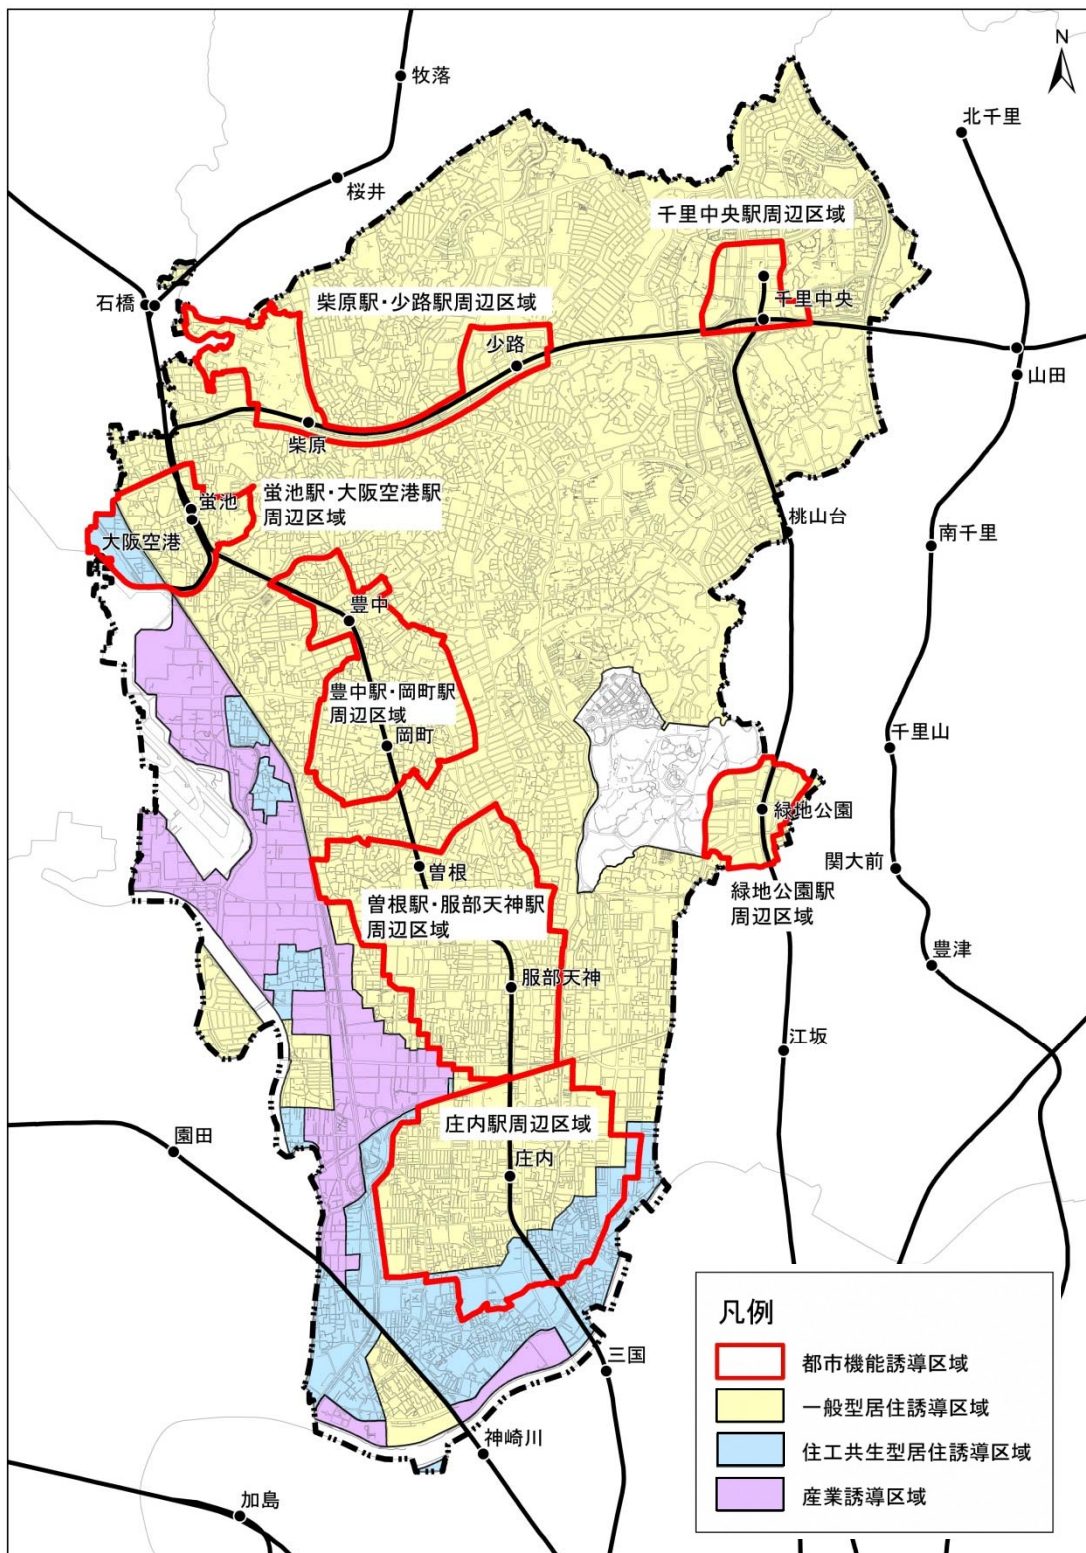 N
牧落
北千里
桜井
千里中央駅周辺区域
石橋
柴原駅・少路駅周辺区域
千里中央
少路
山田
柴原
蛍池駅・大阪空港駅
周辺区域
蛍池
大阪空港
桃山台
南千里
豊中
豊中駅・岡町駅
周辺区域
岡町
千里山
緑地公園
曽根
関大前
緑地公園駅
周辺区域
曽根駅・服部天神駅
周辺区域
豊津
服部天神
江坂
庄内駅周辺区域
園田
庄内
三国
神崎川
加島
凡例
都市機能誘導区域
一般型居住誘導区域
住工共生型居住誘導区域
産業誘導区域